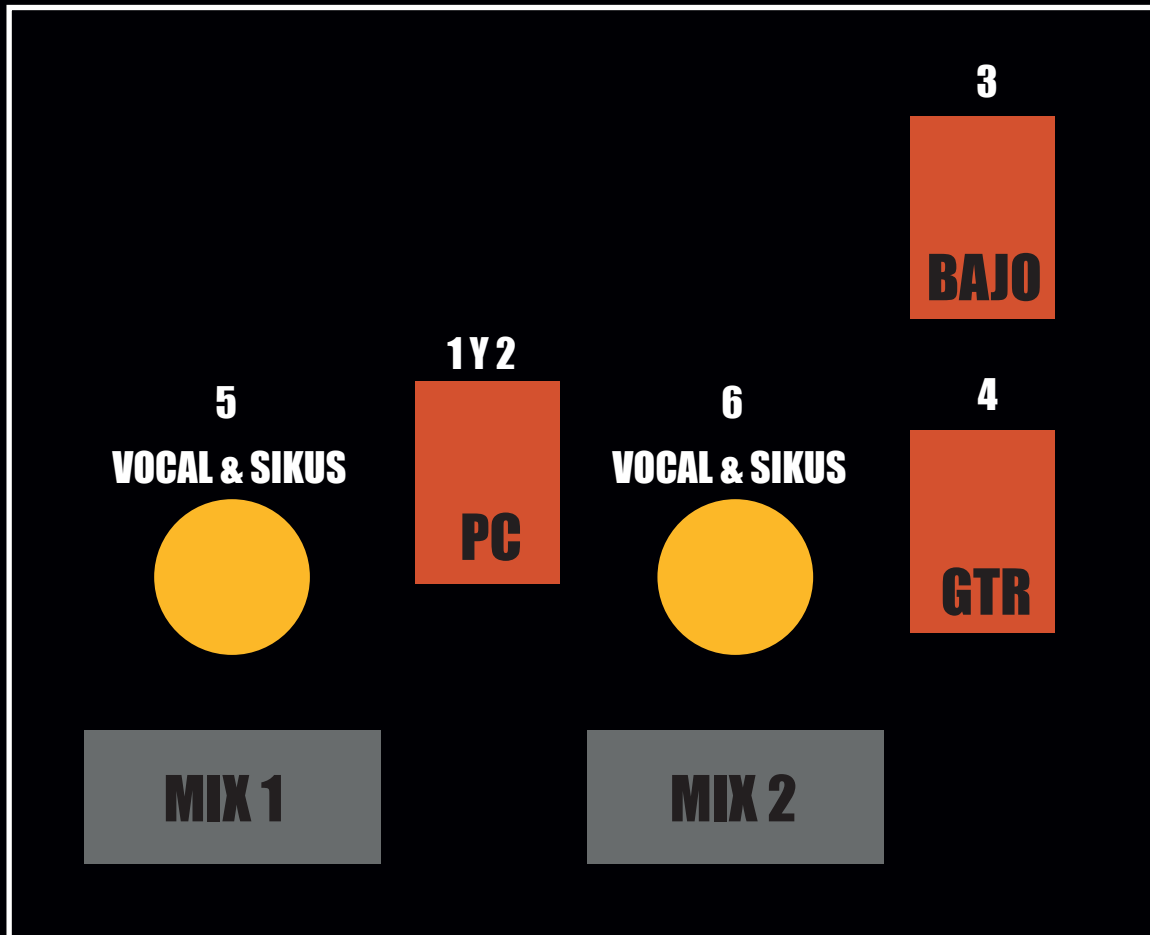 3
BAJO
1 Y 2
5
6
4
VOCAL & SIKUS
VOCAL & SIKUS
PC
GTR
MIX 1
MIX 2